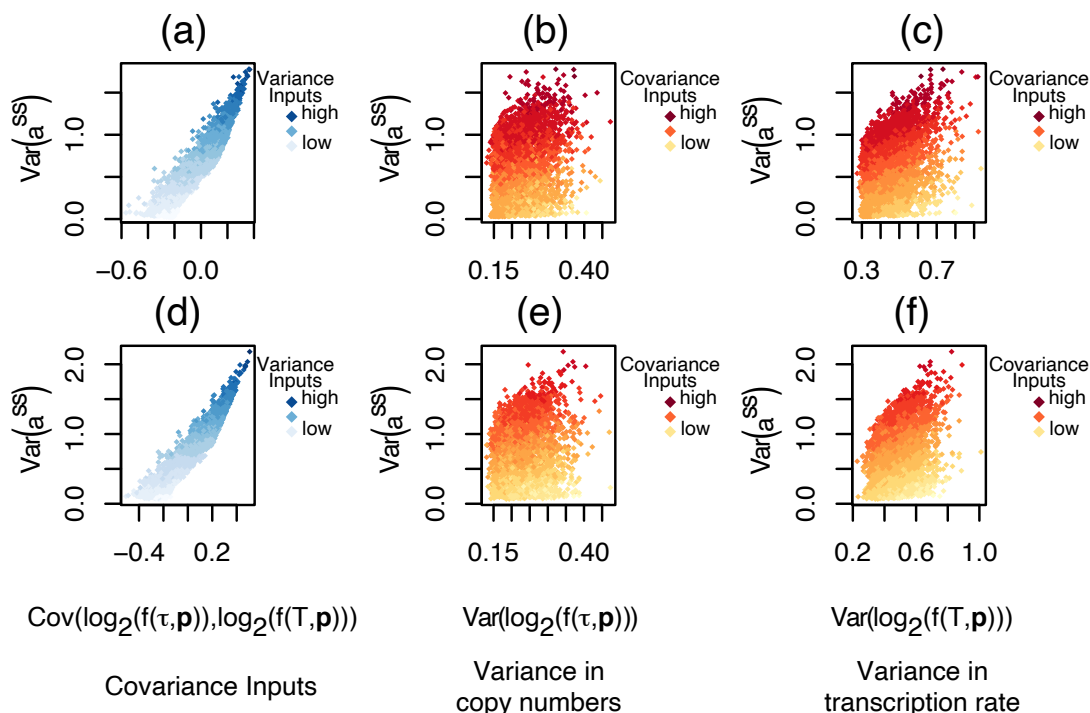 (a)
(b)
(c)
Var(a^SS)
1.0
0.0
−0.6 0.0
Variance
Inputs
high
low
Var(a^SS)
1.0
0.0
0.15 0.40
Covariance
Inputs
high
low
Var(a^SS)
1.0
0.0
0.3 0.7
Covariance
Inputs
high
low
(d)
(e)
(f)
Var(a^SS)
2.0
1.0
0.0
−0.4 0.2
Variance
Inputs
high
low
Var(a^SS)
2.0
1.0
0.0
0.15 0.40
Covariance
Inputs
high
low
Var(a^SS)
2.0
1.0
0.0
0.2 0.6 1.0
Covariance
Inputs
high
low
Cov(log₂(f(τ,p)),log₂(f(T,p)))
Var(log₂(f(τ,p)))
Var(log₂(f(T,p)))
Covariance Inputs
Variance in
copy numbers
Variance in
transcription rate